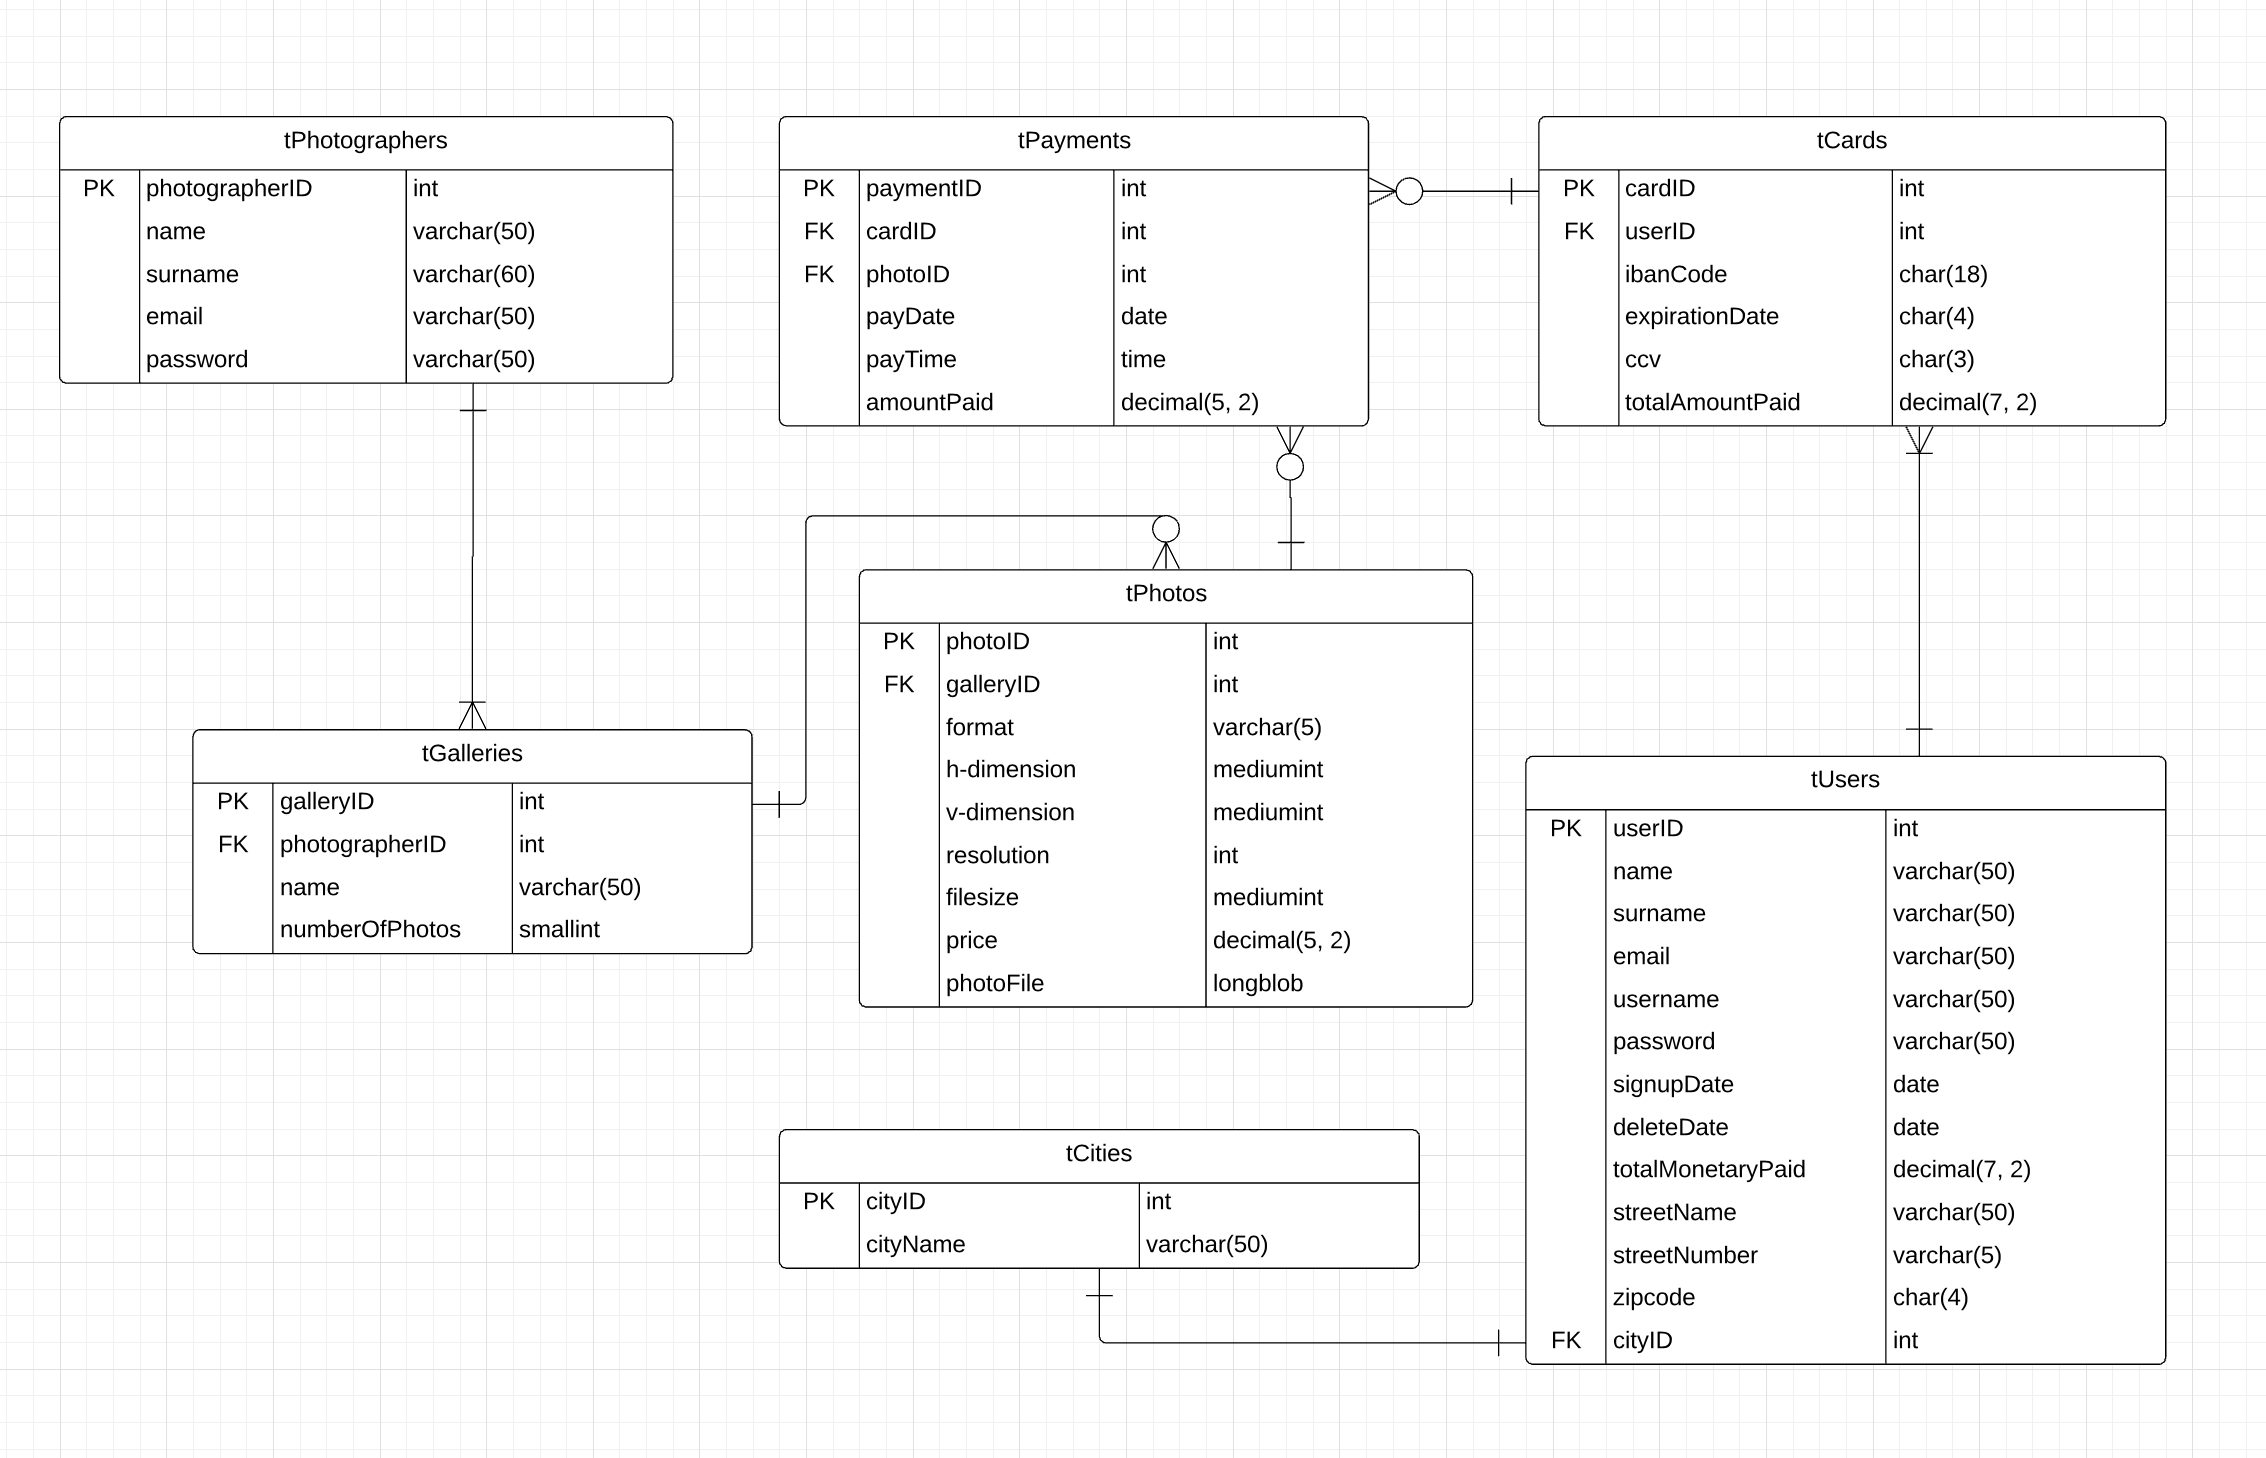 tPhotographers
PK photographerID int
name varchar(50)
surname varchar(60)
email varchar(50)
password varchar(50)
tPayments
PK paymentID int
FK cardID int
FK photoID int
payDate date
payTime time
amountPaid decimal(5, 2)
tCards
PK cardID int
FK userID int
ibanCode char(18)
expirationDate char(4)
ccv char(3)
totalAmountPaid decimal(7, 2)
tGalleries
PK galleryID int
FK photographerID int
name varchar(50)
numberOfPhotos smallint
tPhotos
PK photoID int
FK galleryID int
format varchar(5)
h-dimension mediumint
v-dimension mediumint
resolution int
filesize mediumint
price decimal(5, 2)
photoFile longblob
tUsers
PK userID int
name varchar(50)
surname varchar(50)
email varchar(50)
username varchar(50)
password varchar(50)
signupDate date
deleteDate date
totalMonetaryPaid decimal(7, 2)
streetName varchar(50)
streetNumber varchar(5)
zipcode char(4)
FK cityID int
tCities
PK cityID int
cityName varchar(50)